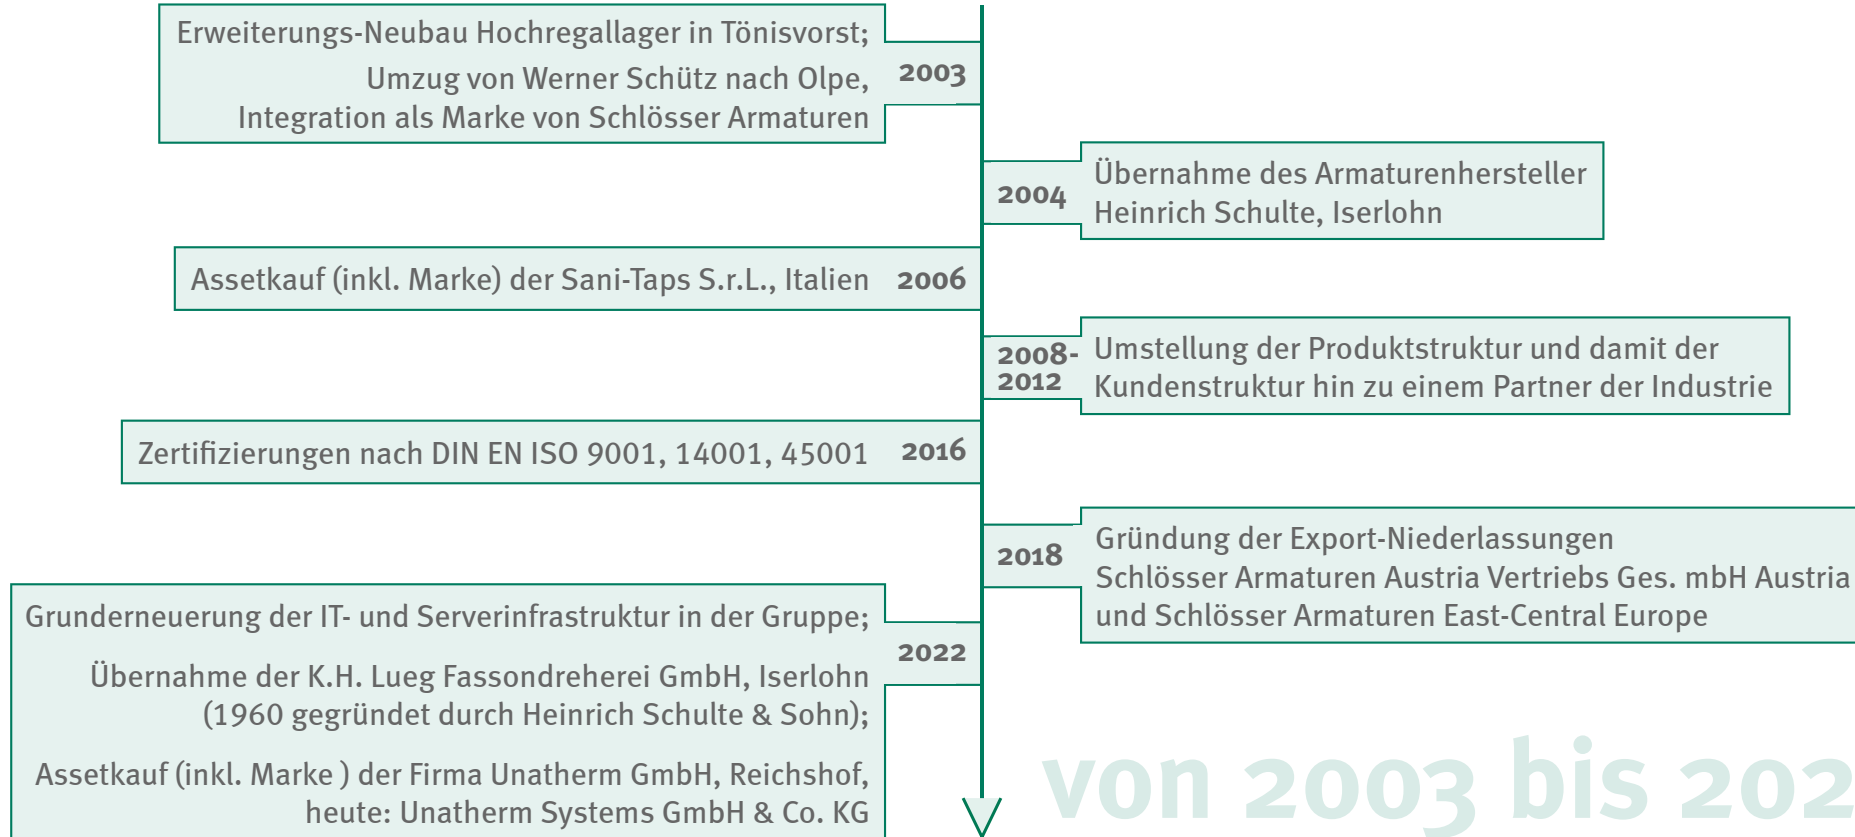 Erweiterungs-Neubau Hochregallager in Tönisvorst;
Umzug von Werner Schütz nach Olpe,
Integration als Marke von Schlösser Armaturen
2003
2004
Übernahme des Armaturenhersteller
Heinrich Schulte, Iserlohn
Assetkauf (inkl. Marke) der Sani-Taps S.r.L., Italien
2006
2008-
2012
Umstellung der Produktstruktur und damit der
Kundenstruktur hin zu einem Partner der Industrie
Zertifizierungen nach DIN EN ISO 9001, 14001, 45001
2016
2018
Gründung der Export-Niederlassungen
Schlösser Armaturen Austria Vertriebs Ges. mbH Austria
und Schlösser Armaturen East-Central Europe
Grunderneuerung der IT- und Serverinfrastruktur in der Gruppe;
Übernahme der K.H. Lueg Fassondreherei GmbH, Iserlohn
(1960 gegründet durch Heinrich Schulte & Sohn);
Assetkauf (inkl. Marke ) der Firma Unatherm GmbH, Reichshof,
heute: Unatherm Systems GmbH & Co. KG
2022
von 2003 bis 202